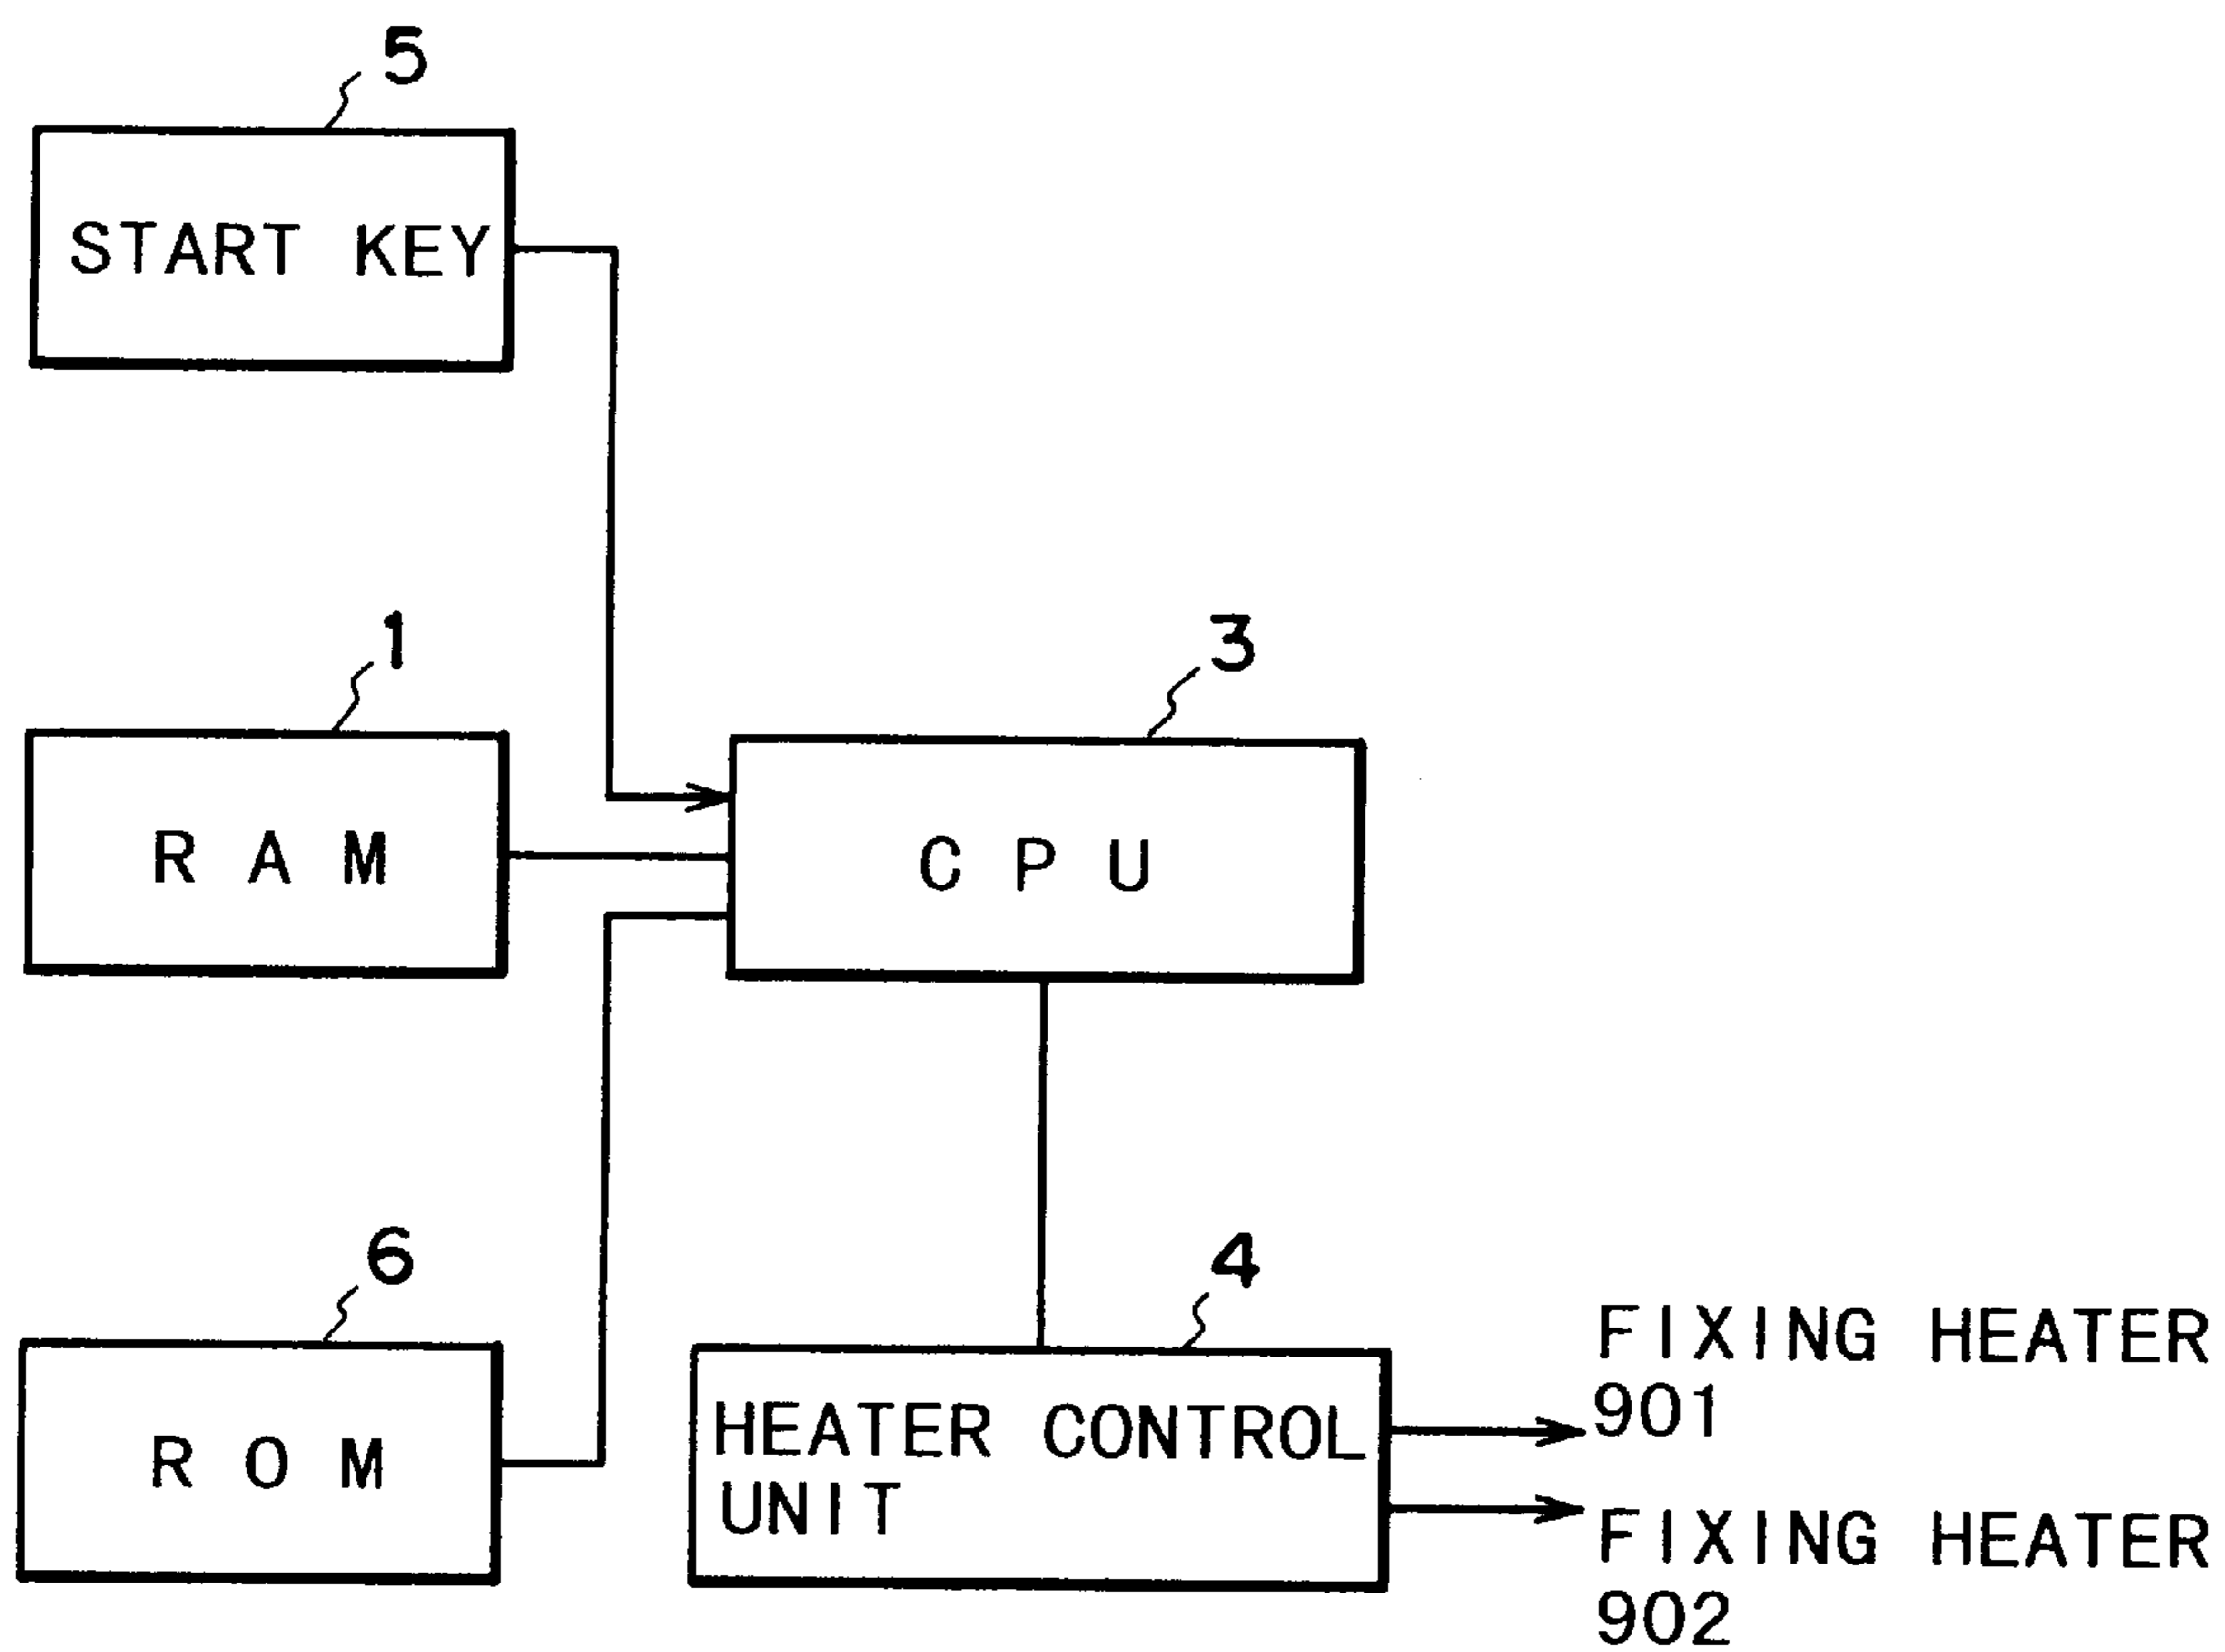 5
START KEY
1
3
RAM
CPU
6
4
ROM
HEATER CONTROL
UNIT
FIXING HEATER
901
FIXING HEATER
902